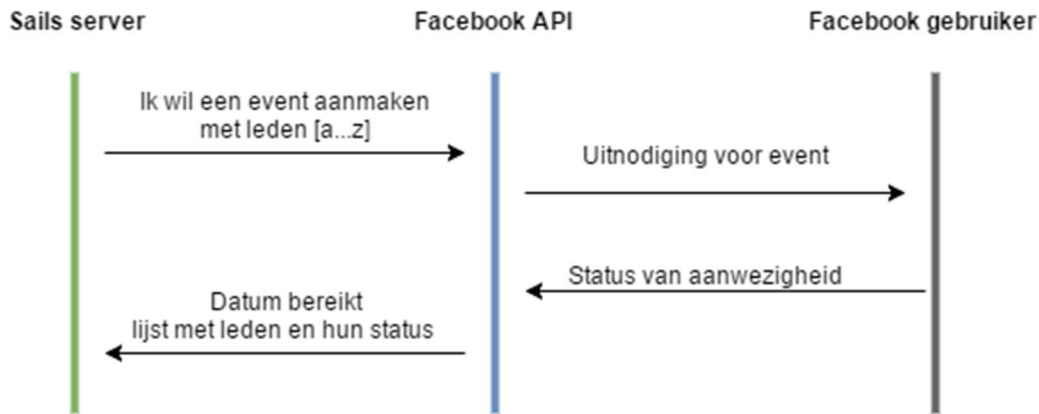 Sails server
Facebook API
Facebook gebruiker
Ik wil een event aanmaken
met leden [a...z]
Uitnodiging voor event
Status van aanwezigheid
Datum bereikt
lijst met leden en hun status